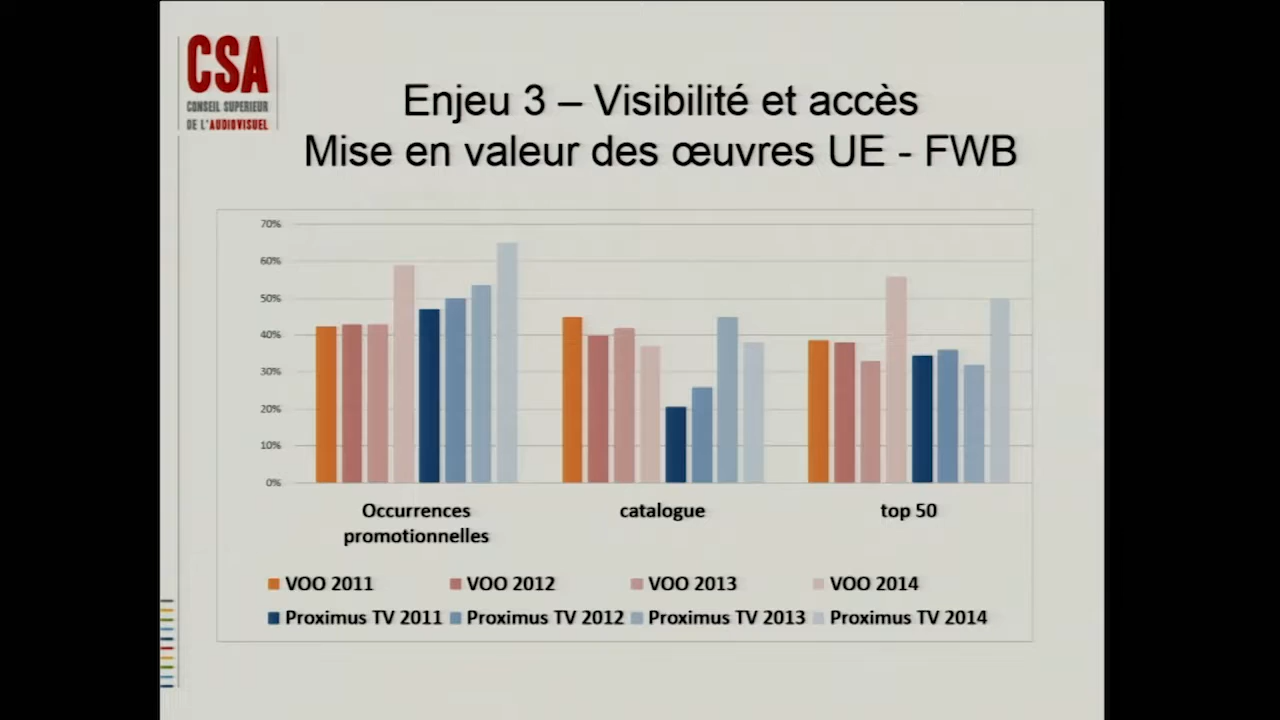 CSA
CONSEIL SUPERIEUR
DE L'AUDIOVISUEL
Enjeu 3 – Visibilité et accès
Mise en valeur des œuvres UE - FWB
70%
60%
50%
40%
30%
20%
10%
0%
Occurrences
promotionnelles
catalogue
top 50
VOO 2011 VOO 2012 VOO 2013 VOO 2014
Proximus TV 2011 Proximus TV 2012 Proximus TV 2013 Proximus TV 2014